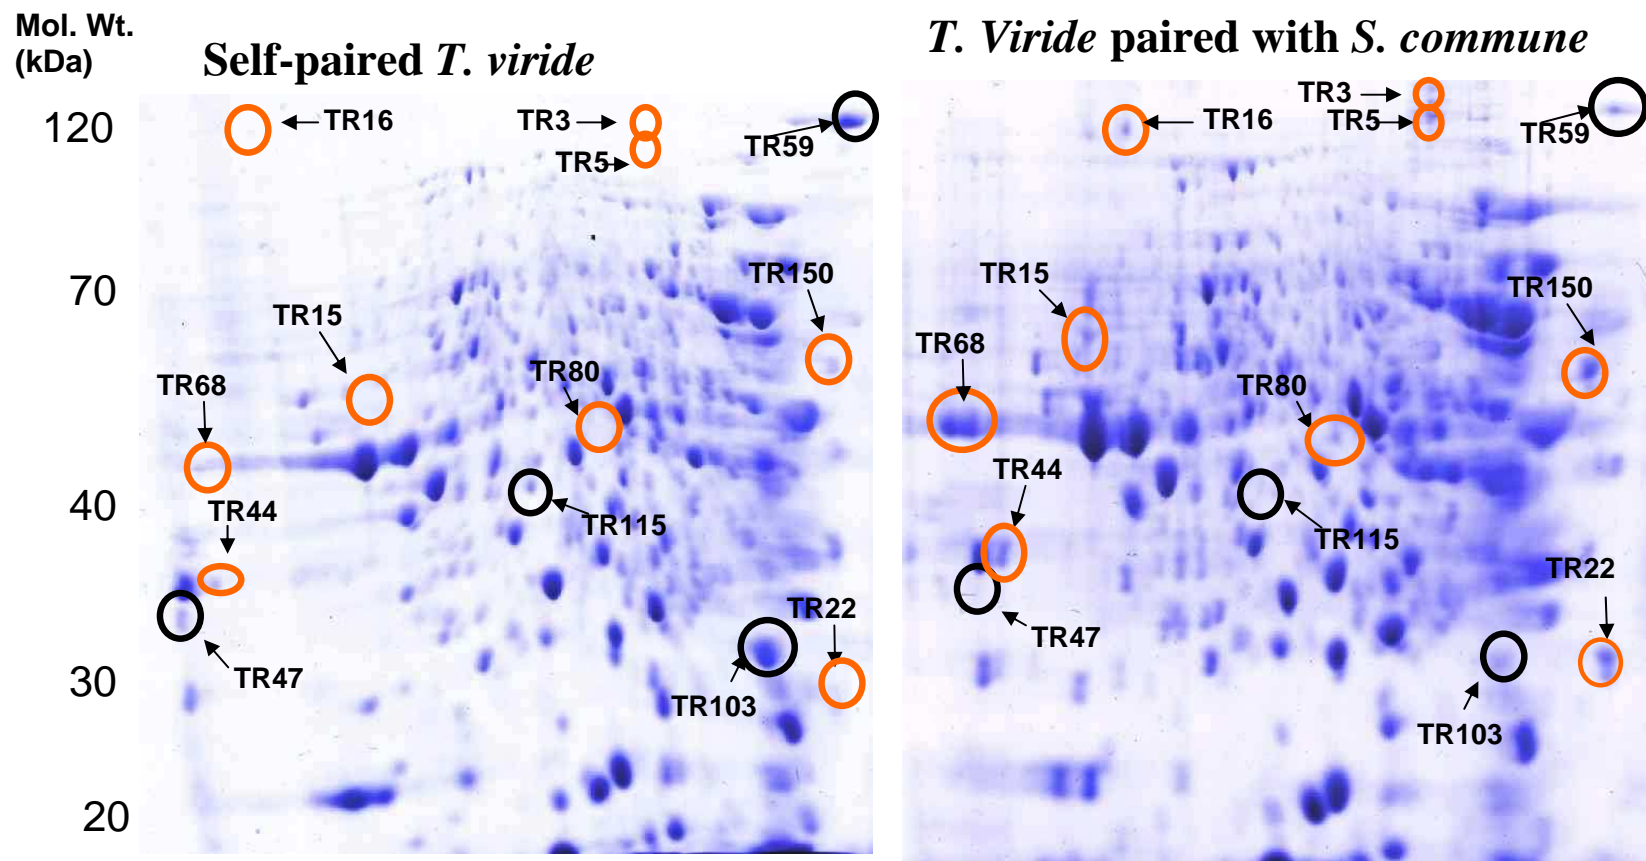 Mol. Wt.
(kDa)
Self-paired T. viride
T. Viride paired with S. commune
120
70
40
30
20
TR16
TR3
TR5
TR59
TR150
TR15
TR80
TR68
TR44
TR115
TR22
TR47
TR103
TR3
TR16
TR5
TR59
TR15
TR150
TR68
TR80
TR44
TR115
TR22
TR47
TR103